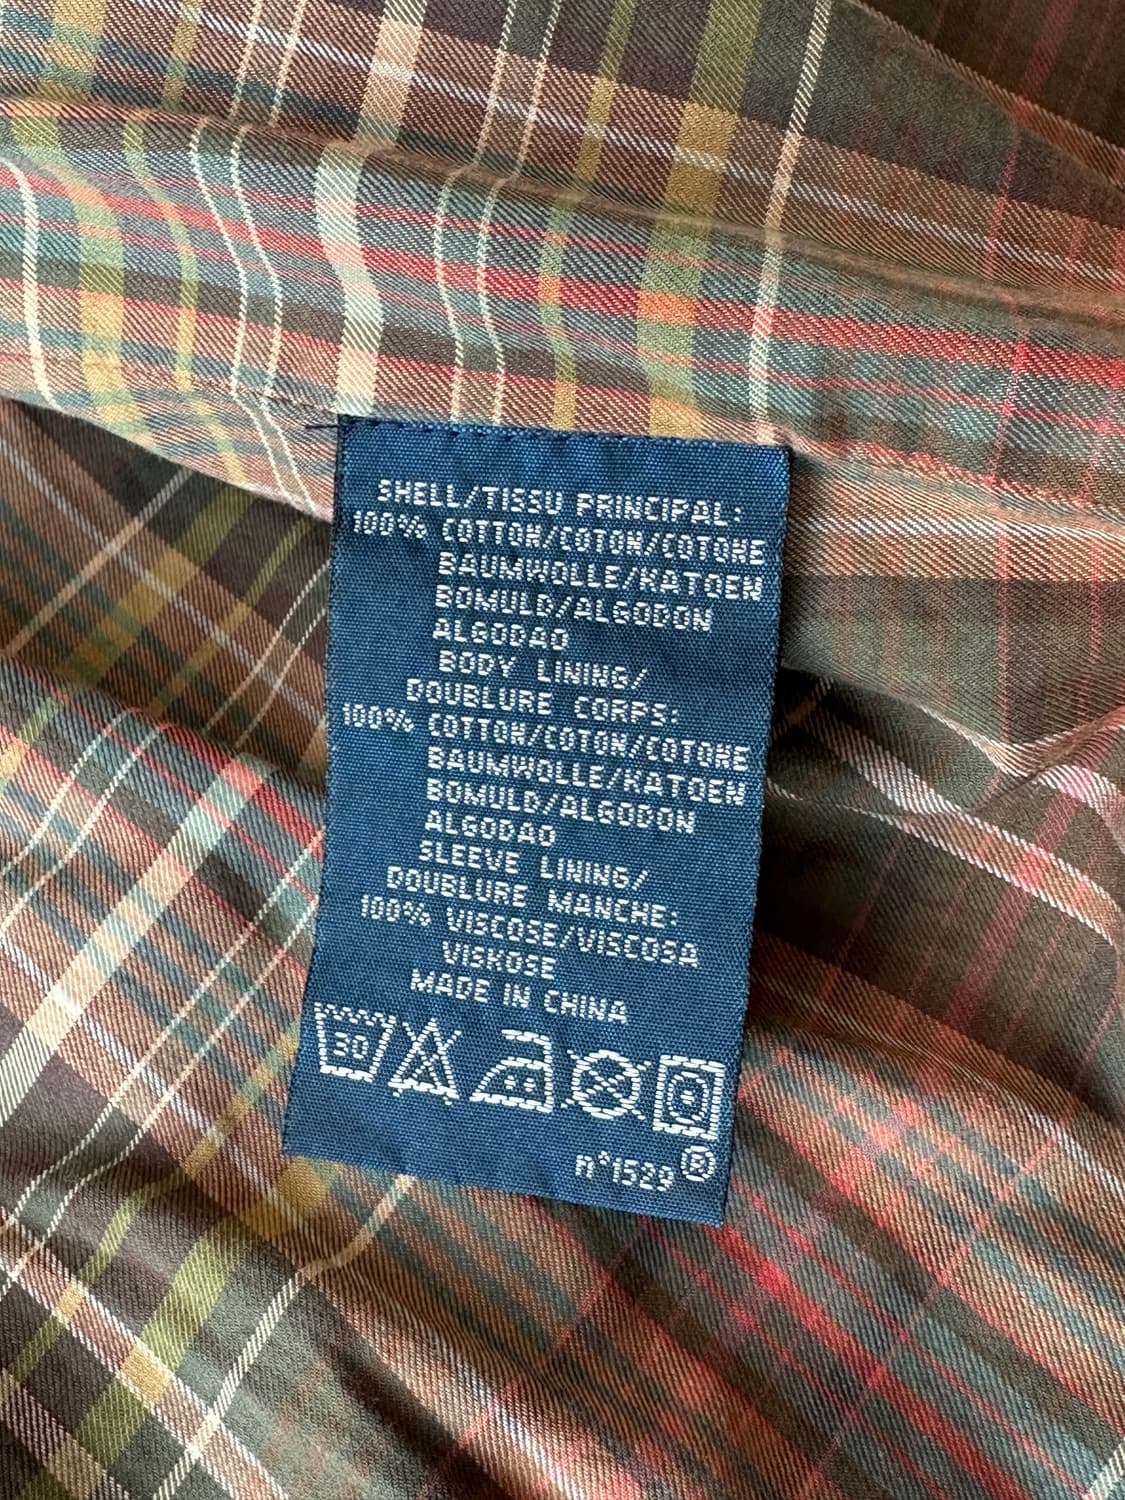 SHELL/TISSU PRINCIPAL:
100% COTTON/COTON/COTONE
BAUMWOLLE/KATOEN
BOMULD/ALGODON
ALGODAO
BODY LINING/
DOUBLURE CORPS:
100% COTTON/COTON/COTONE
BAUMWOLLE/KATOEN
BOMULD/ALGODON
ALGODAO
SLEEVE LINING/
DOUBLURE MANCHE:
100% VISCOSE/VISCOSA
VISKOSE
MADE IN CHINA
30
n°1529 ®